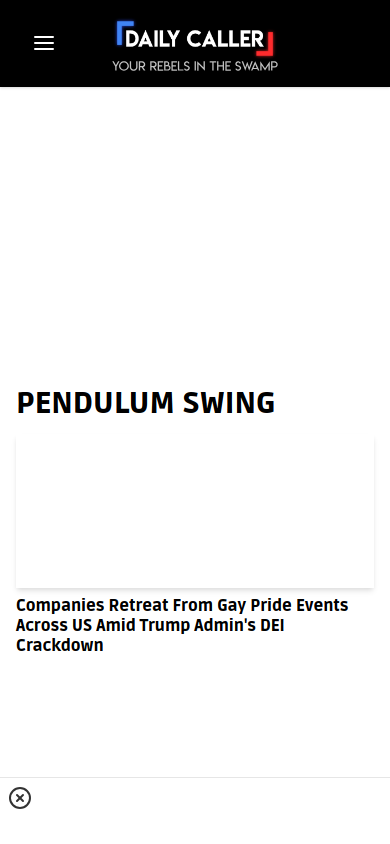 DAILY CALLER
YOUR REBELS IN THE SWAMP
PENDULUM SWING
Companies Retreat From Gay Pride Events
Across US Amid Trump Admin's DEI
Crackdown